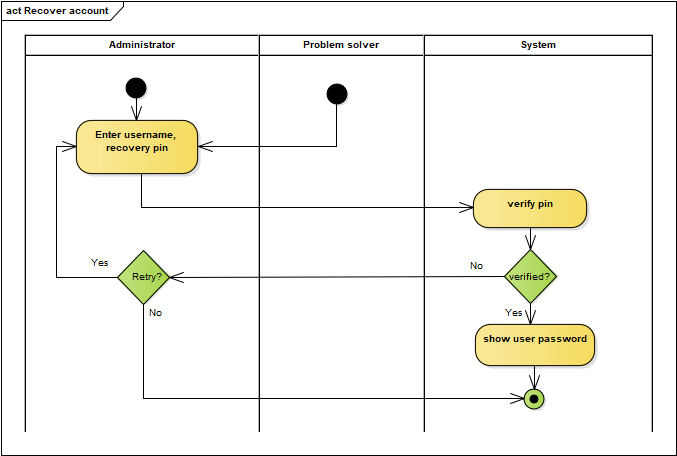 act Recover account
Administrator
Problem solver
System
Enter username,
recovery pin
verify pin
Yes
Retry?
No
verified?
No
Yes
show user password